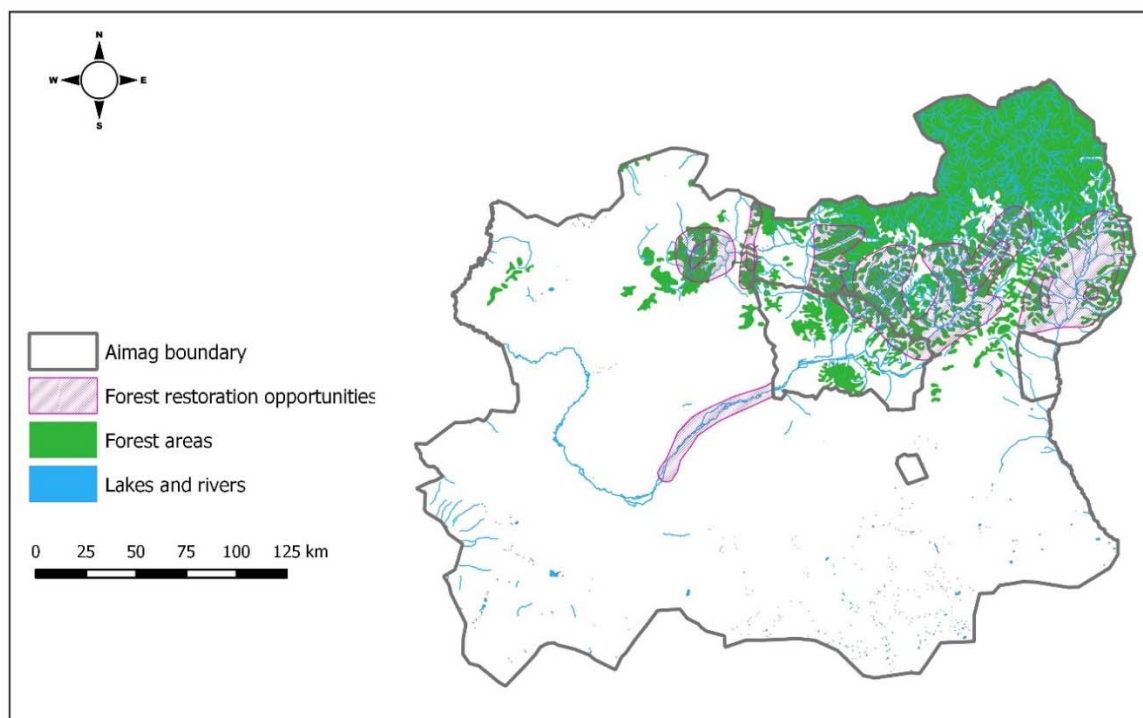 N
W E
S
Aimag boundary
Forest restoration opportunities
Forest areas
Lakes and rivers
0 25 50 75 100 125 km